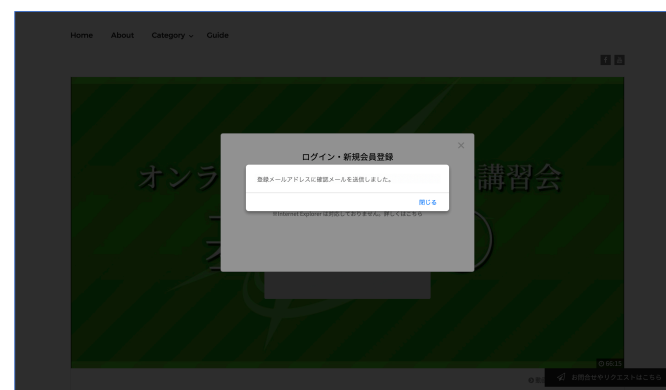 Home About Category Guide
ログイン・新規会員登録
オンラ
講習会
登録メールアドレスに確認メールを送信しました。
閉じる
※Internet Explorer は対応しておりません。詳しくはこちら
66:15
お問合せやリクエストはこちら